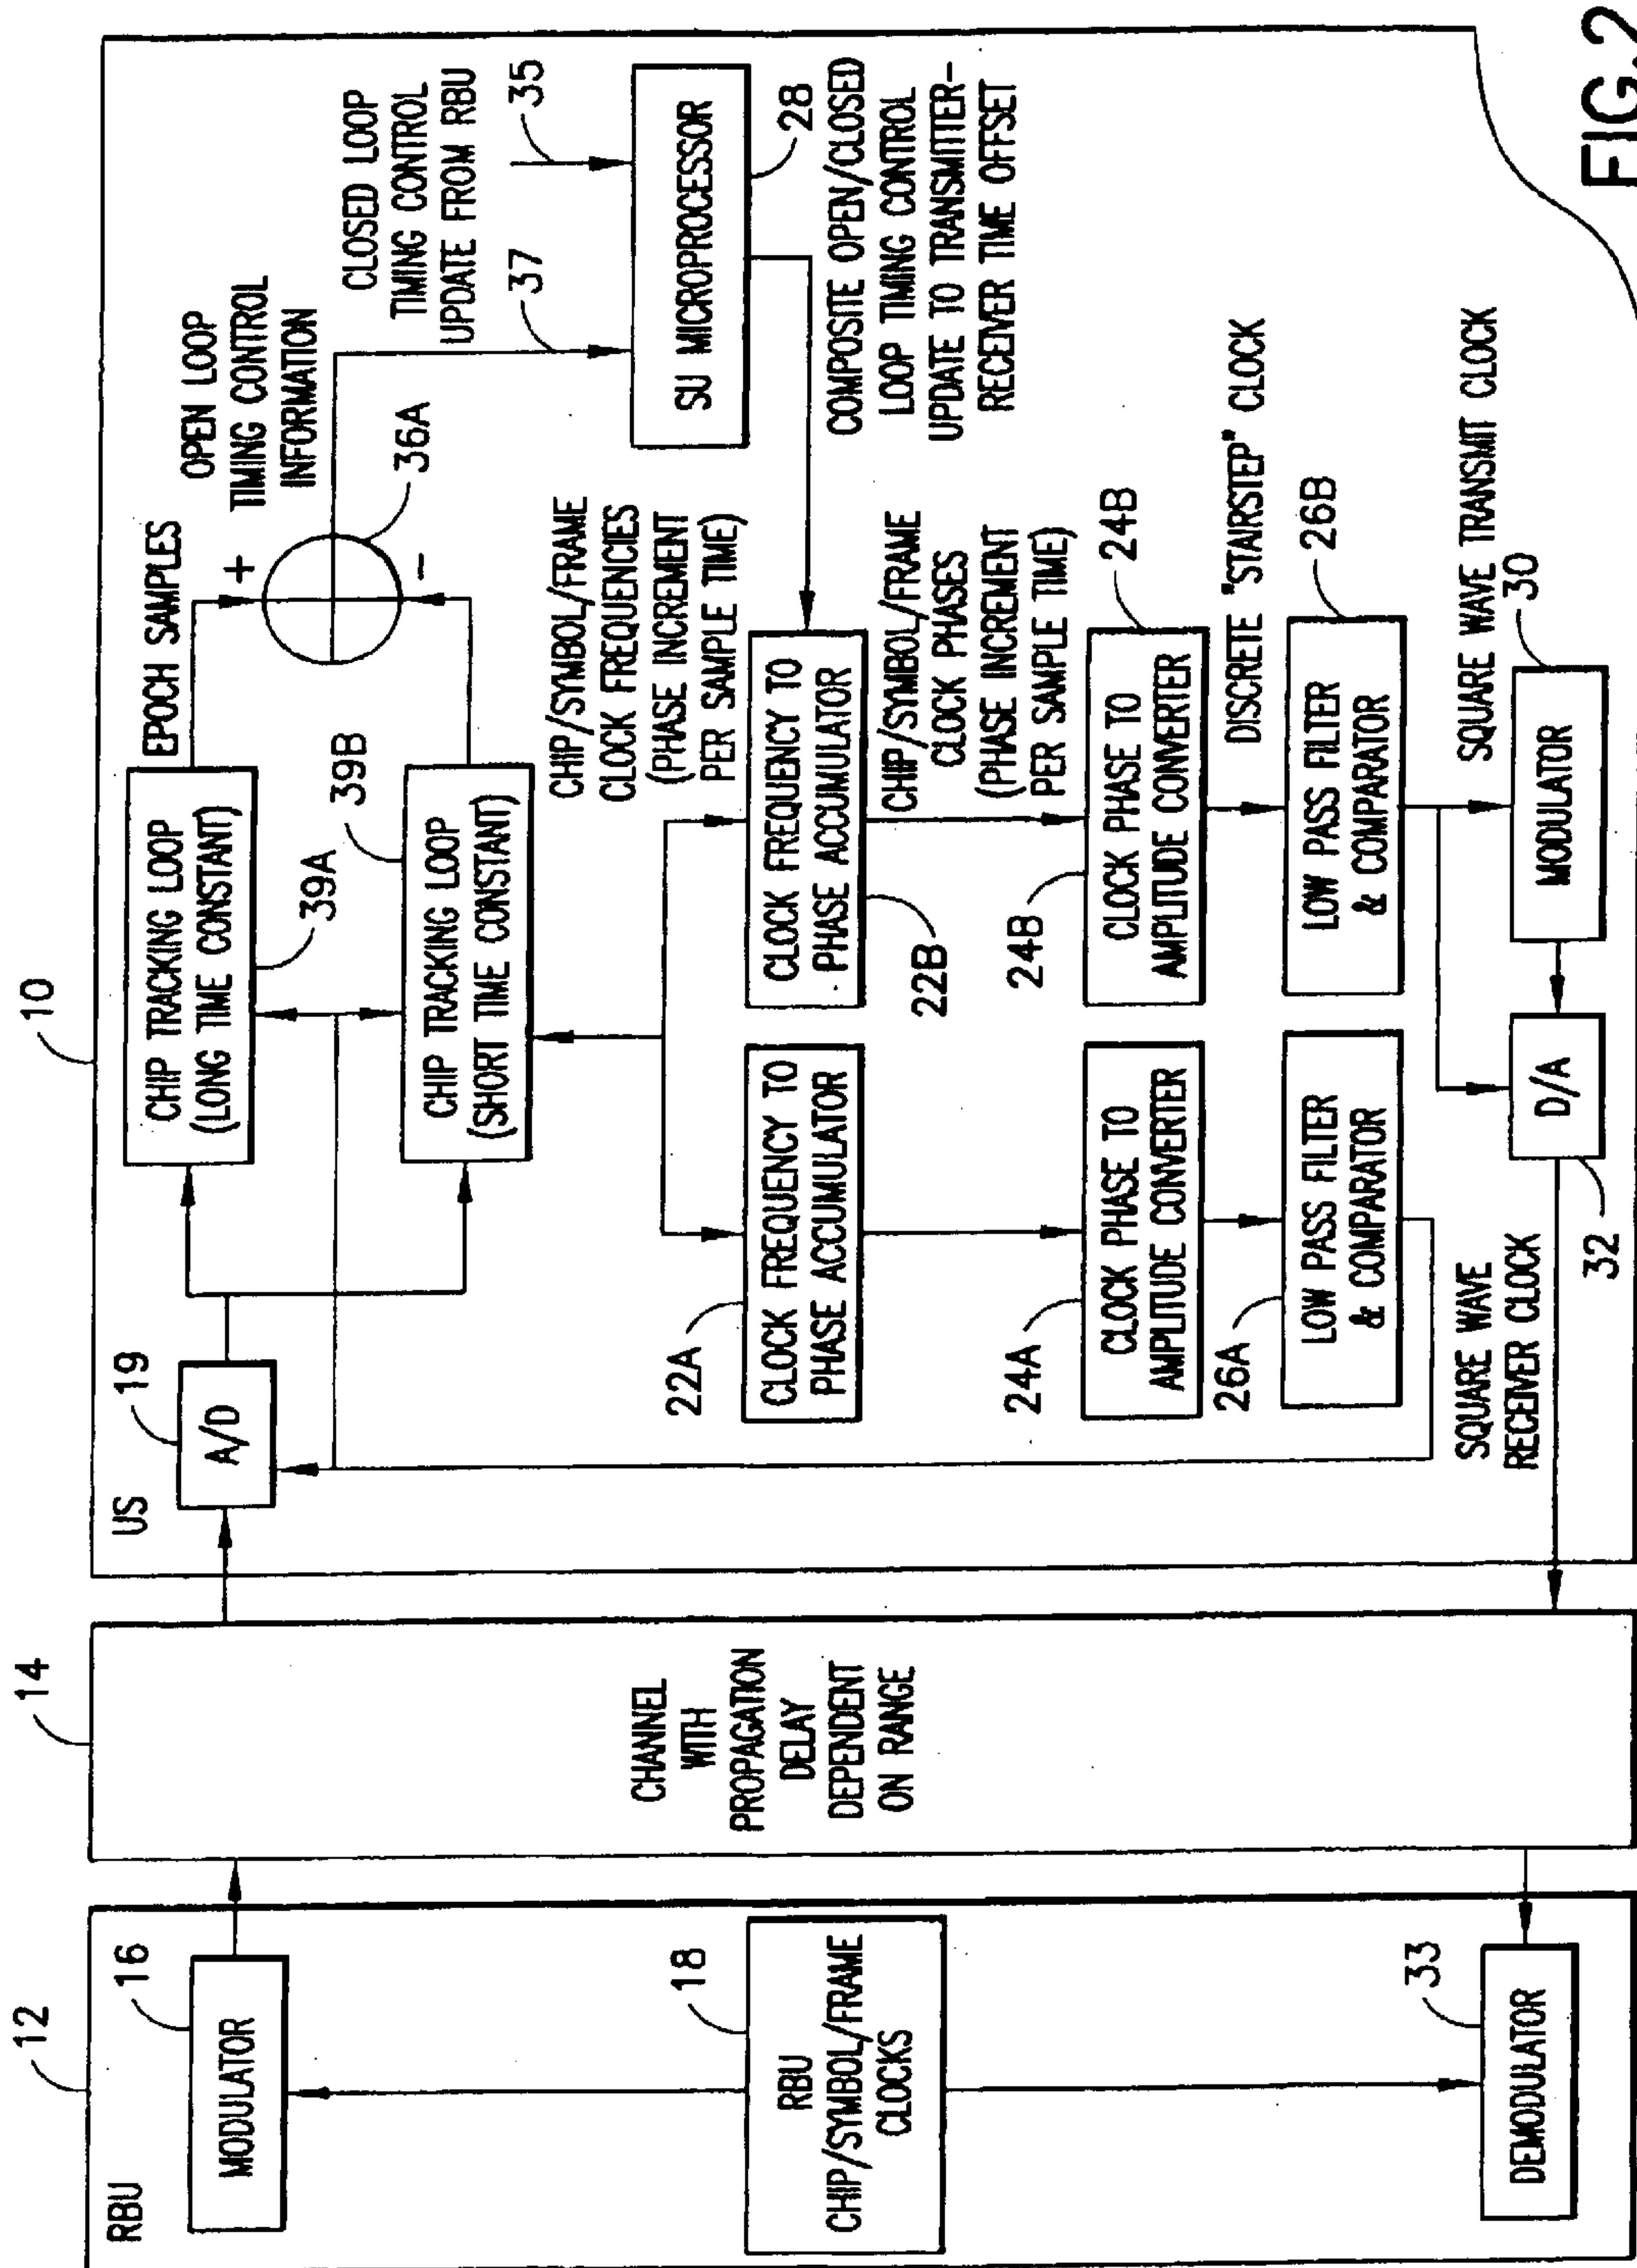 12
RBU
16
MODULATOR
18
RBU
CHIP/SYMBOL/FRAME
CLOCKS
33
DEMODULATOR
14
CHANNEL
WITH
PROPAGATION
DELAY
DEPENDENT
ON RANGE
10
US
19
A/D
CHIP TRACKING LOOP
(LONG TIME CONSTANT)
39A
EPOCH SAMPLES
CHIP TRACKING LOOP
(SHORT TIME CONSTANT)
39B
+
-
36A
OPEN LOOP
TIMING CONTROL
INFORMATION
CLOSED LOOP
TIMING CONTROL
UPDATE FROM RBU
37
35
SU MICROPROCESSOR
28
COMPOSITE OPEN/CLOSED
LOOP TIMING CONTROL
UPDATE TO TRANSMITTER-
RECEIVER TIME OFFSET
CHIP/SYMBOL/FRAME
CLOCK FREQUENCIES
(PHASE INCREMENT
PER SAMPLE TIME)
22A
CLOCK FREQUENCY TO
PHASE ACCUMULATOR
CLOCK FREQUENCY TO
PHASE ACCUMULATOR
22B
CHIP/SYMBOL/FRAME
CLOCK PHASES
(PHASE INCREMENT
PER SAMPLE TIME)
24A
CLOCK PHASE TO
AMPLITUDE CONVERTER
24B
CLOCK PHASE TO
AMPLITUDE CONVERTER
24B
DISCRETE "STAIRSTEP" CLOCK
26A
LOW PASS FILTER
& COMPARATOR
LOW PASS FILTER
& COMPARATOR
26B
SQUARE WAVE
RECEIVER CLOCK
SQUARE WAVE TRANSMIT CLOCK
32
D/A
MODULATOR
30
FIG.2